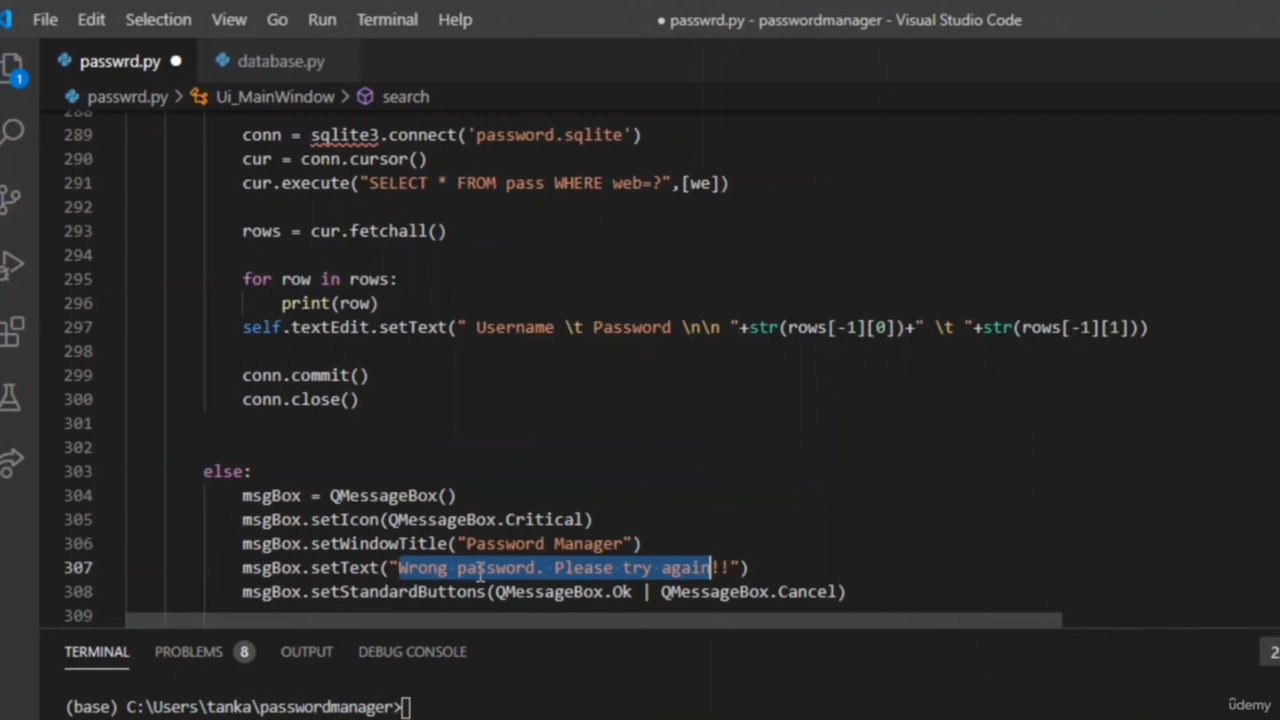 File Edit Selection View Go Run Terminal Help ● passwrd.py - passwordmanager - Visual Studio Code
passwrd.py ● database.py
1
passwrd.py > Ui_MainWindow > search
288
289 conn = sqlite3.connect('password.sqlite')
290 cur = conn.cursor()
291 cur.execute("SELECT * FROM pass WHERE web=?",[we])
292
293 rows = cur.fetchall()
294
295 for row in rows:
296 print(row)
297 self.textEdit.setText(" Username \t Password \n\n "+str(rows[-1][0])+" \t "+str(rows[-1][1]))
298
299 conn.commit()
300 conn.close()
301
302
303 else:
304 msgBox = QMessageBox()
305 msgBox.setIcon(QMessageBox.Critical)
306 msgBox.setWindowTitle("Password Manager")
307 msgBox.setText("Wrong password. Please try again!!")
308 msgBox.setStandardButtons(QMessageBox.Ok | QMessageBox.Cancel)
309
TERMINAL PROBLEMS 8 OUTPUT DEBUG CONSOLE 2
(base) C:\Users\tanka\passwordmanager>
ûdemy